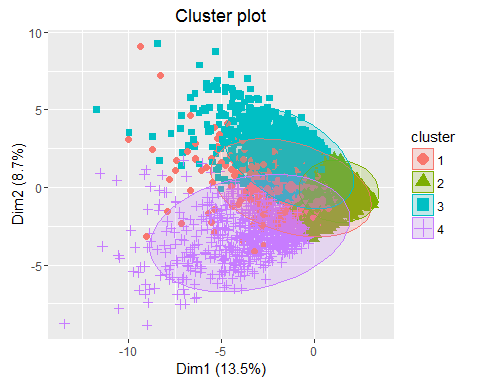 Cluster plot
10
5
0
-5
-10
-5
0
Dim2 (8.7%)
Dim1 (13.5%)
cluster
1
2
3
4